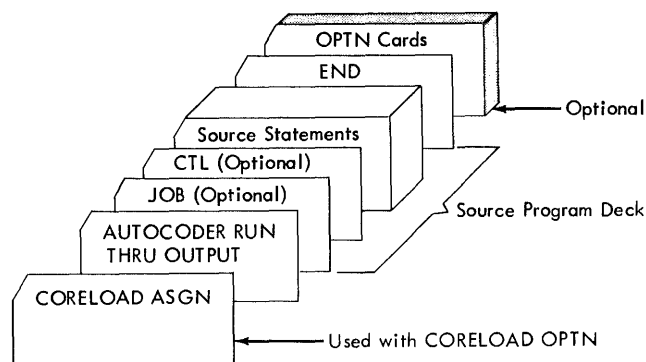 OPTN Cards
END
Optional
Source Statements
CTL (Optional)
JOB (Optional)
Source Program Deck
AUTOCODER RUN
THRU OUTPUT
CORELOAD ASGN
Used with CORELOAD OPTN